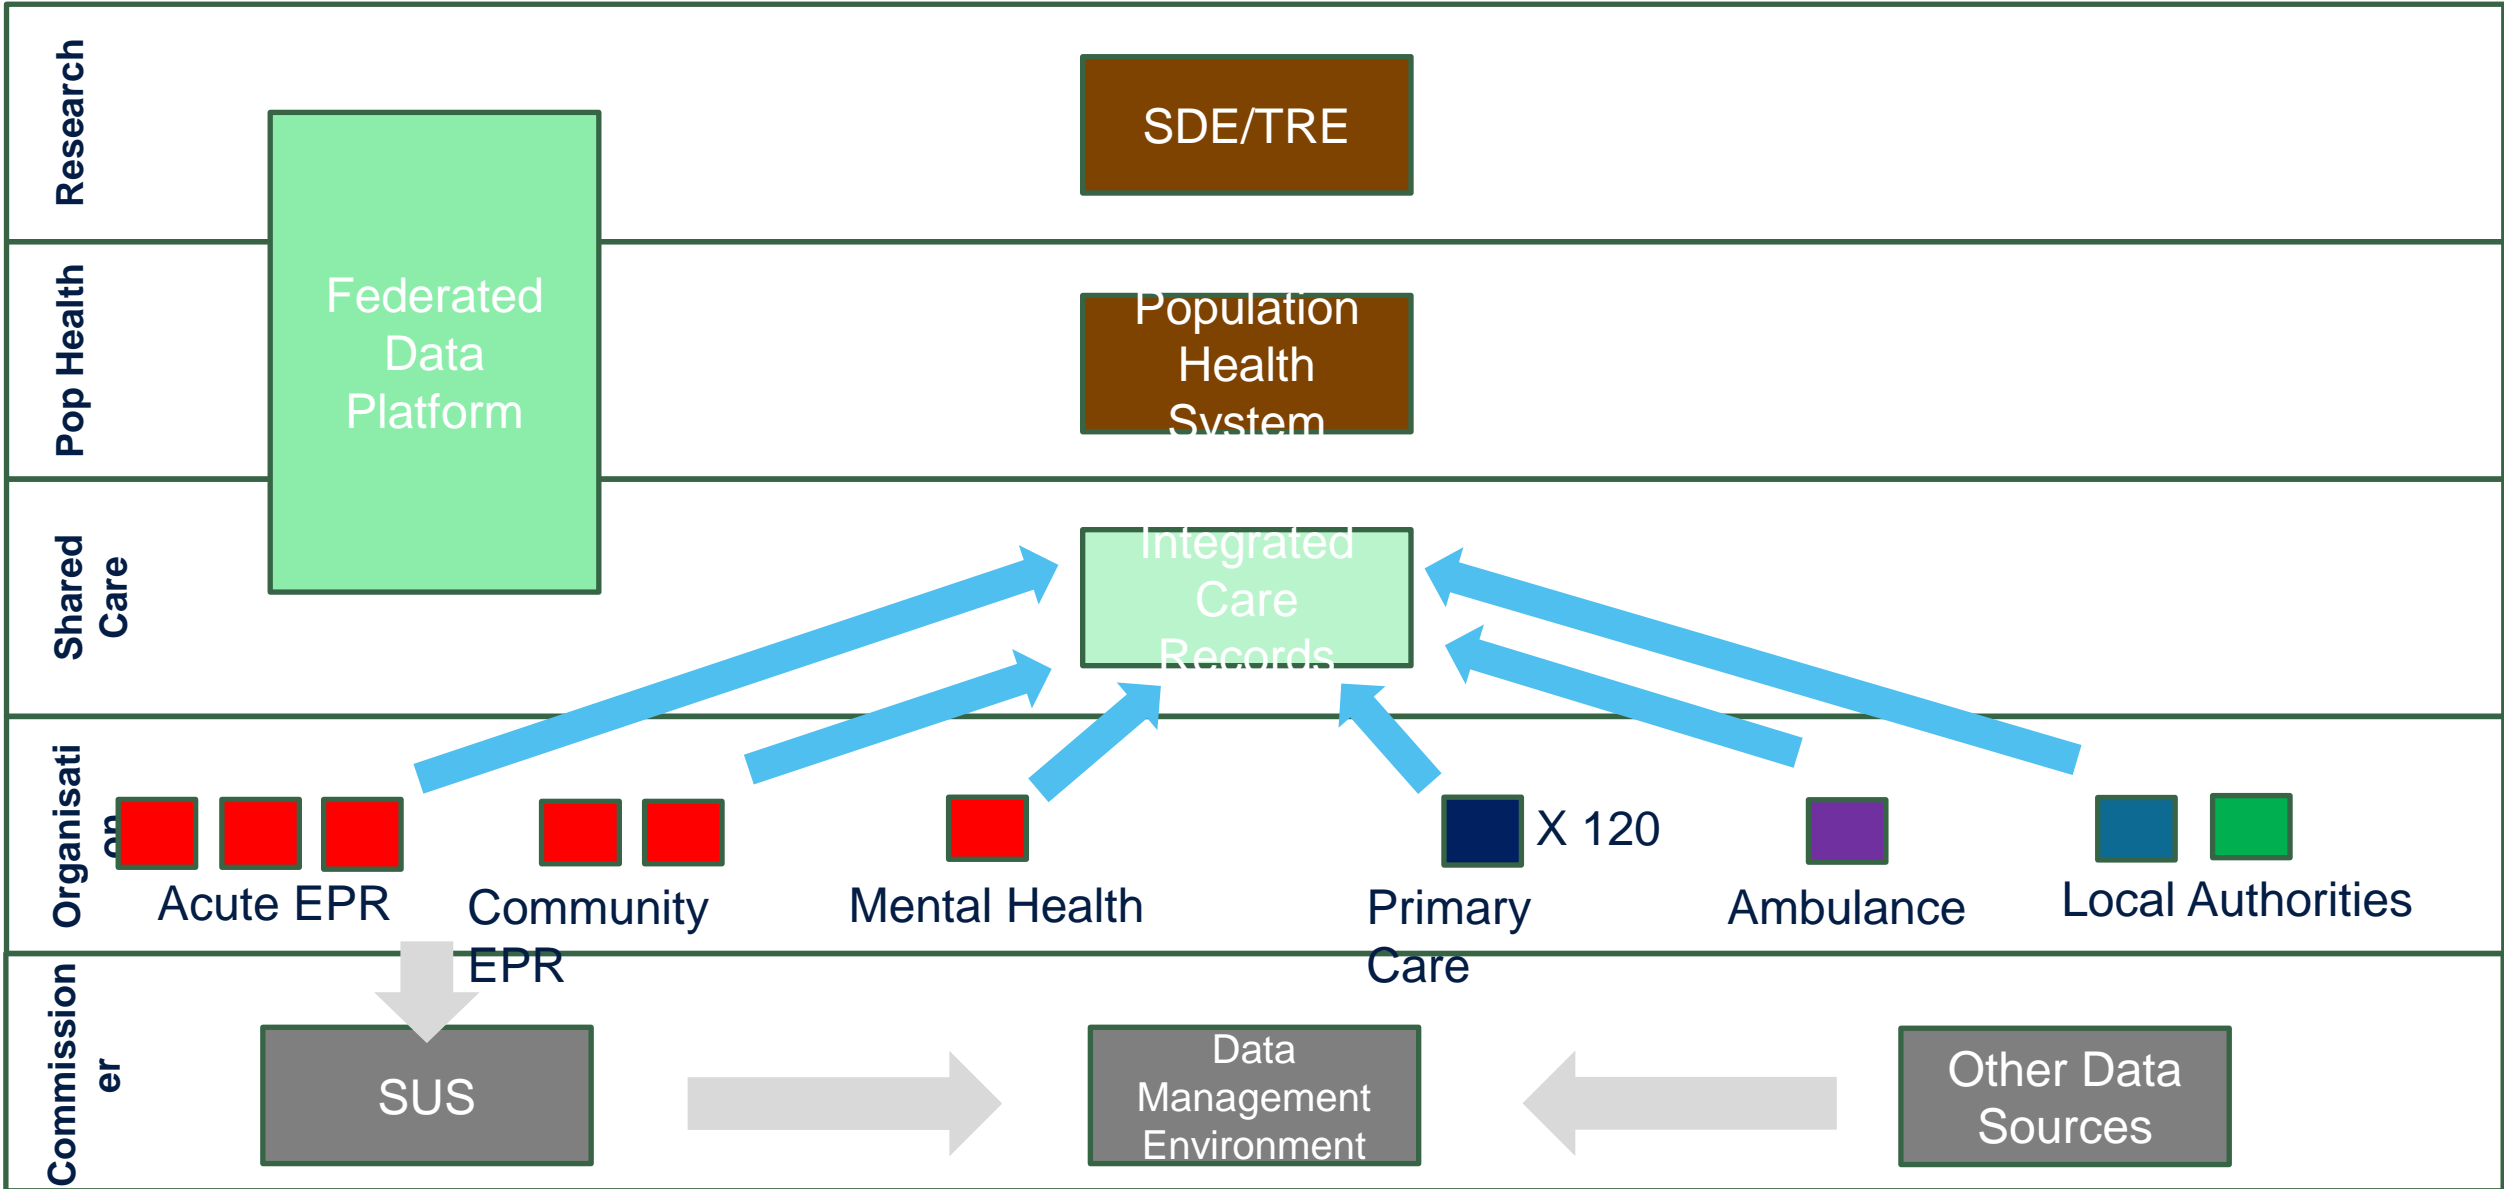 Research
SDE/TRE
Pop Health
Federated
Data
Platform
Population
Health
System
Shared
Care
Integrated
Care
Records
Organisati
on
X 120
Acute EPR
Community
EPR
Mental Health
Primary
Care
Ambulance
Local Authorities
Commission
er
SUS
Data
Management
Environment
Other Data
Sources